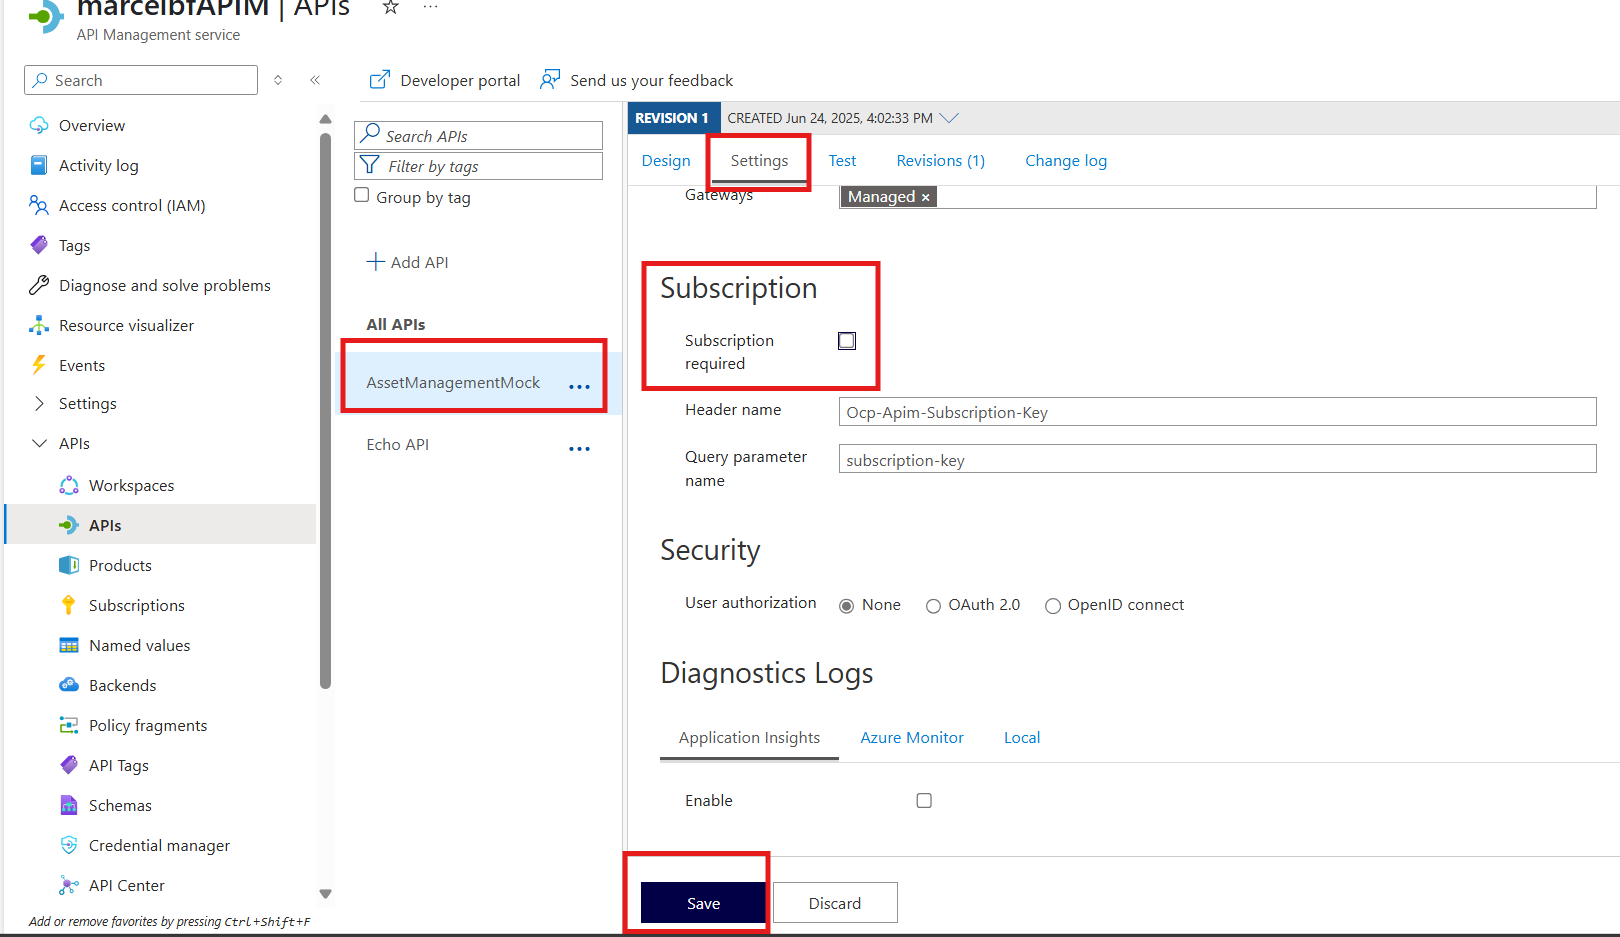 marcelbfAPIM | APIs
API Management service
Search
Developer portal
Send us your feedback
Overview
Activity log
Access control (IAM)
Tags
Diagnose and solve problems
Resource visualizer
Events
Settings
APIs
Workspaces
APIs
Products
Subscriptions
Named values
Backends
Policy fragments
API Tags
Schemas
Credential manager
API Center
Add or remove favorites by pressing Ctrl+Shift+F
Search APIs
Filter by tags
Group by tag
Add API
All APIs
AssetManagementMock
Echo API
REVISION 1 CREATED Jun 24, 2025, 4:02:33 PM
Design Settings Test Revisions (1) Change log
Gateways Managed ×
Subscription
Subscription
required
Header name Ocp-Apim-Subscription-Key
Query parameter
name
subscription-key
Security
User authorization None OAuth 2.0 OpenID connect
Diagnostics Logs
Application Insights Azure Monitor Local
Enable
Save Discard